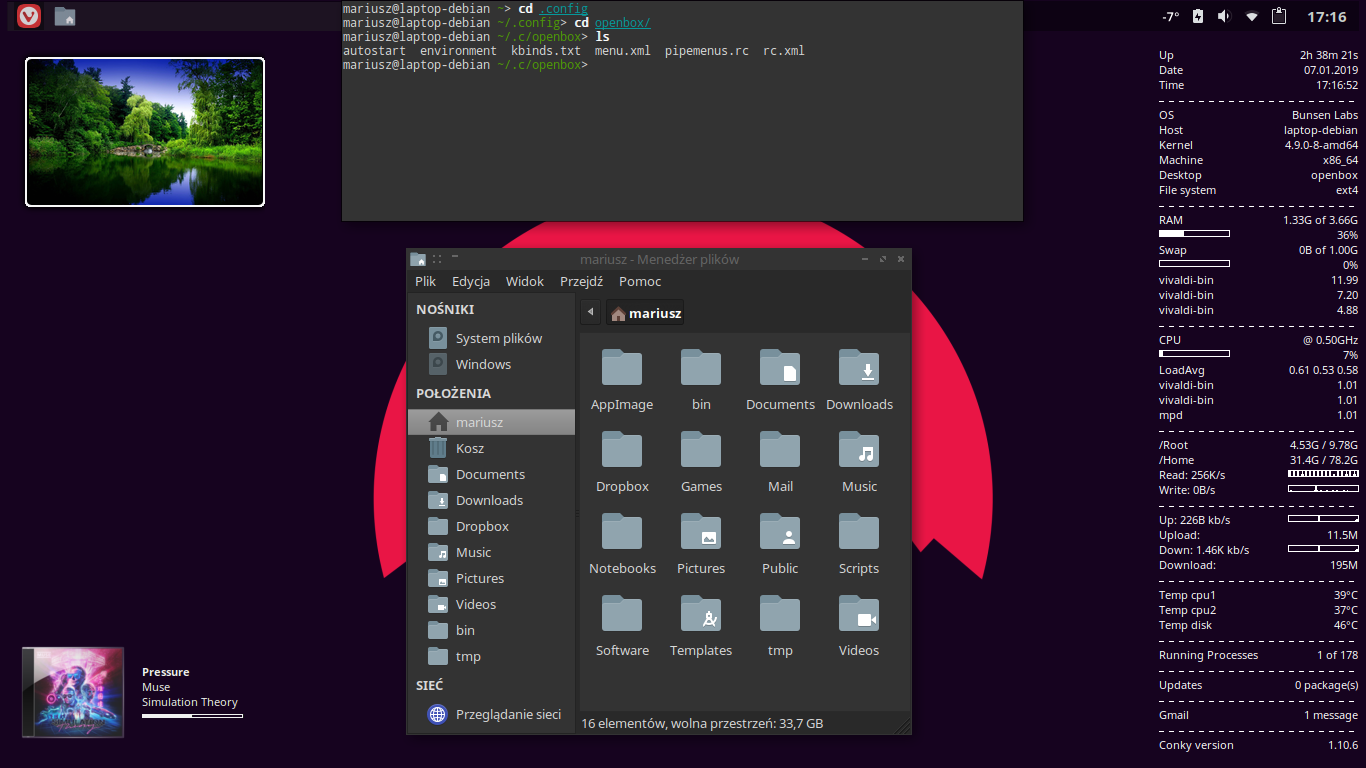 mariusz@laptop-debian ~> cd .config
mariusz@laptop-debian ~/.config> cd openbox/
mariusz@laptop-debian ~/.c/openbox> ls
autostart environment kbinds.txt menu.xml pipemenus.rc rc.xml
mariusz@laptop-debian ~/.c/openbox>
-7° 17:16
Up 2h 38m 21s
Date 07.01.2019
Time 17:16:52
OS Bunsen Labs
Host laptop-debian
Kernel 4.9.0-8-amd64
Machine x86_64
Desktop openbox
File system ext4
RAM 1.33G of 3.66G
36%
Swap 0B of 1.00G
0%
vivaldi-bin 11.99
vivaldi-bin 7.20
vivaldi-bin 4.88
CPU @ 0.50GHz
7%
LoadAvg 0.61 0.53 0.58
vivaldi-bin 1.01
vivaldi-bin 1.01
mpd 1.01
/Root 4.53G / 9.78G
/Home 31.4G / 78.2G
Read: 256K/s
Write: 0B/s
Up: 226B kb/s
Upload: 11.5M
Down: 1.46K kb/s
Download: 195M
Temp cpu1 39°C
Temp cpu2 37°C
Temp disk 46°C
Running Processes 1 of 178
Updates 0 package(s)
Gmail 1 message
Conky version 1.10.6
mariusz - Menedżer plików
Plik Edycja Widok Przejdź Pomoc
NOŚNIKI
System plików
Windows
POŁOŻENIA
mariusz
Kosz
Documents
Downloads
Dropbox
Music
Pictures
Videos
bin
tmp
SIEĆ
Przeglądanie sieci
mariusz
AppImage bin Documents Downloads
Dropbox Games Mail Music
Notebooks Pictures Public Scripts
Software Templates tmp Videos
16 elementów, wolna przestrzeń: 33,7 GB
Pressure
Muse
Simulation Theory